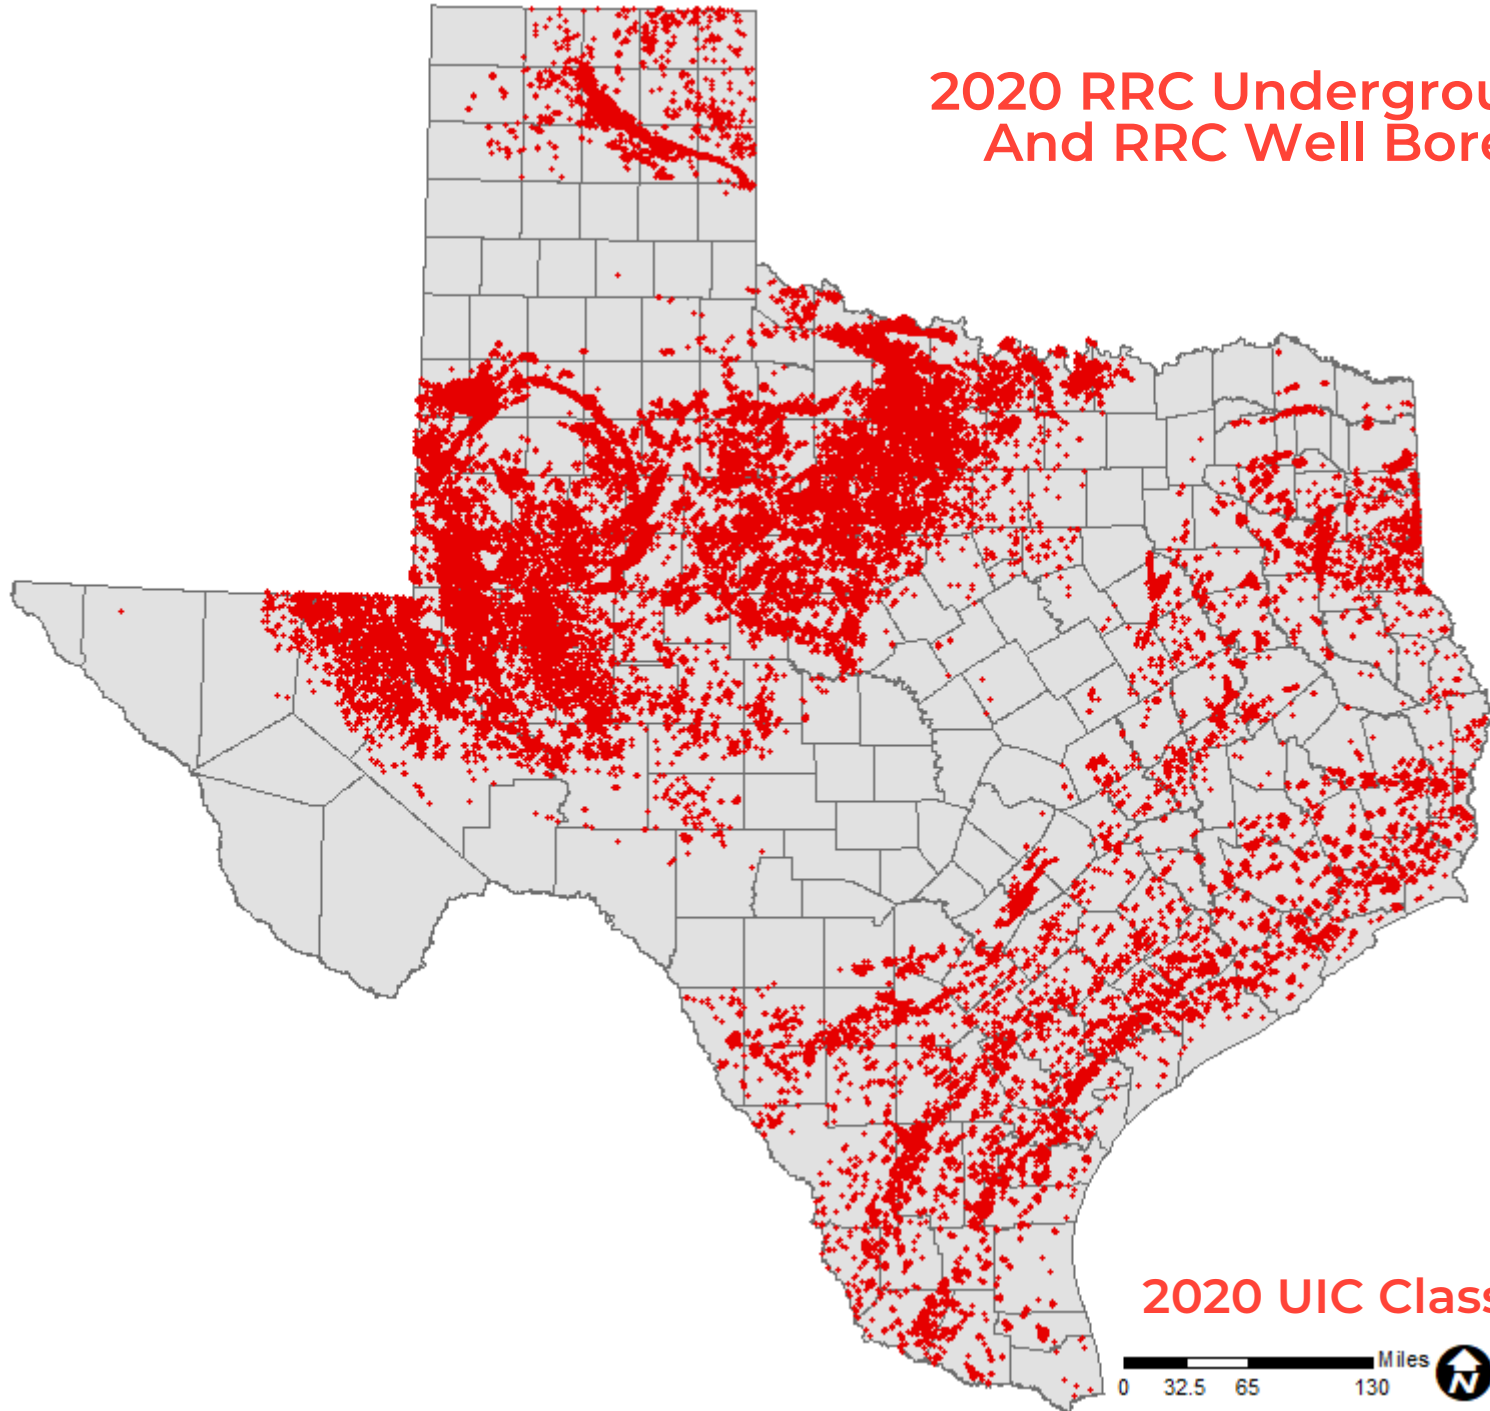 2020 RRC Undergrou
And RRC Well Bore
2020 UIC Class
Miles
0 32.5 65 130
N